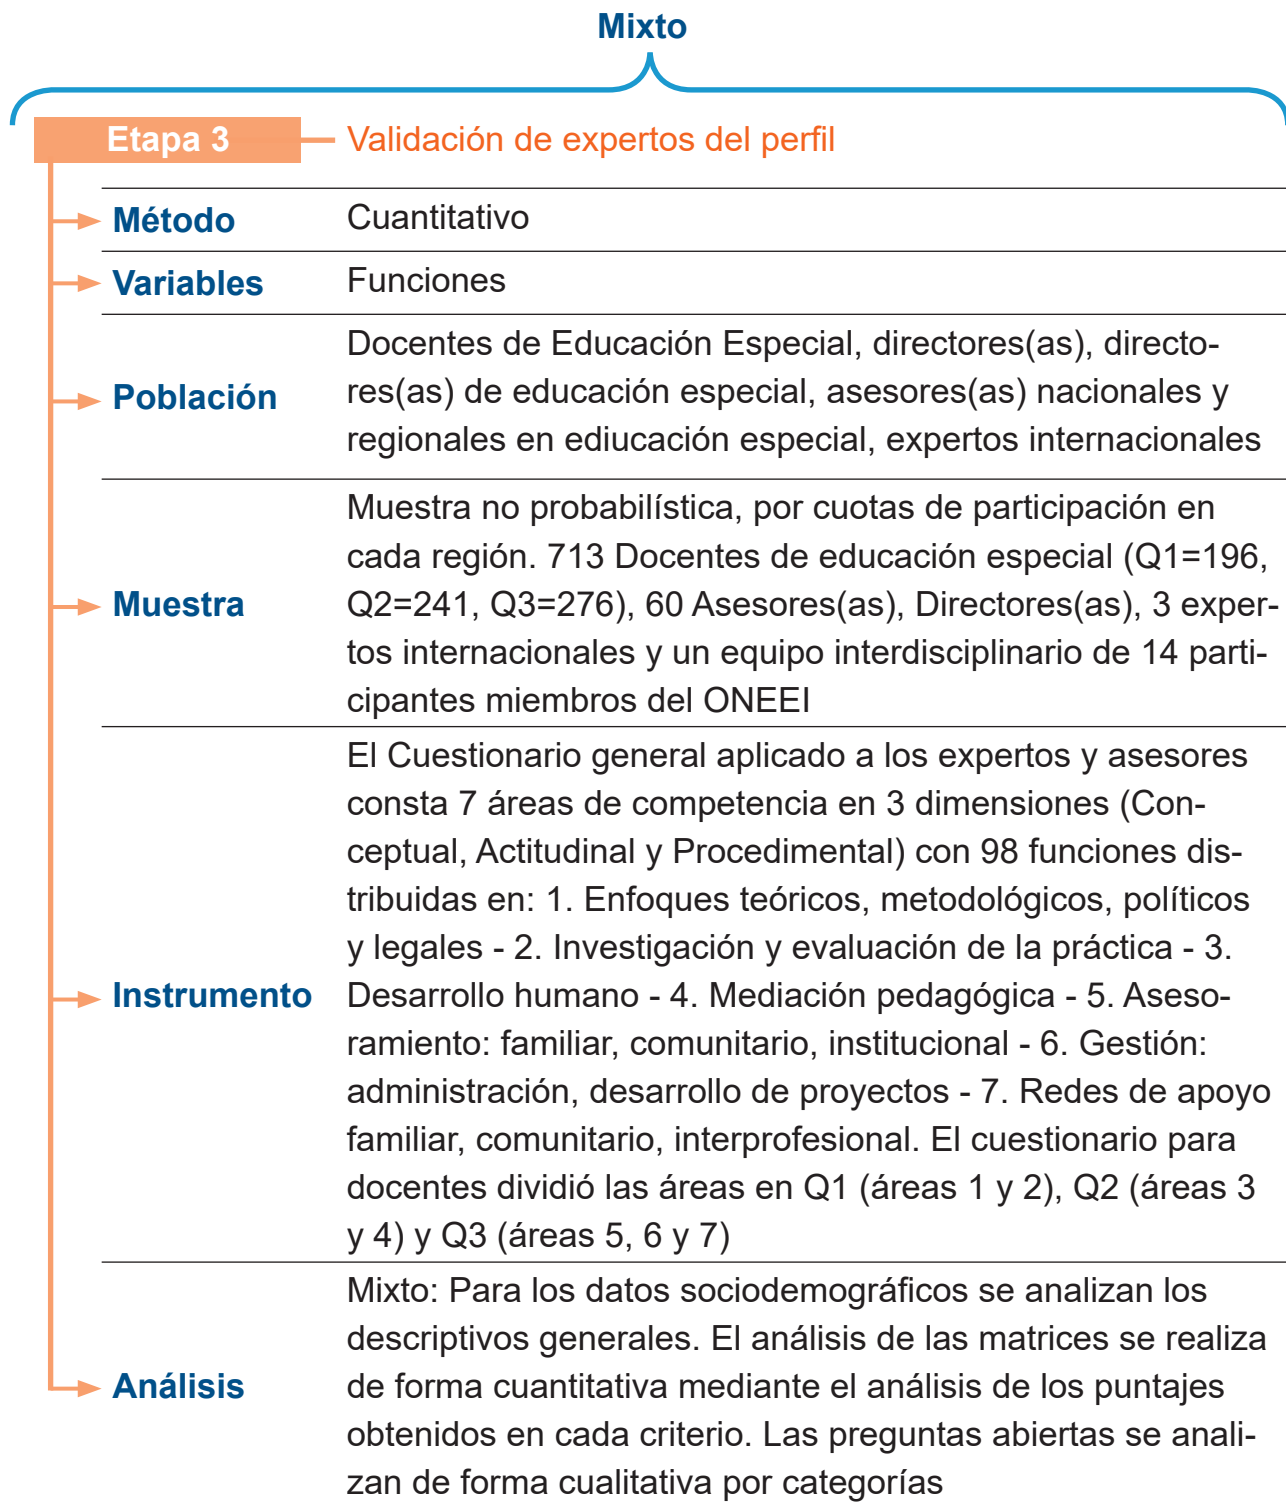 Mixto
Etapa 3
Validación de expertos del perfil
Método
Cuantitativo
Variables
Funciones
Población
Docentes de Educación Especial, directores(as), directo-
res(as) de educación especial, asesores(as) nacionales y
regionales en ediucación especial, expertos internacionales
Muestra
Muestra no probabilística, por cuotas de participación en
cada región. 713 Docentes de educación especial (Q1=196,
Q2=241, Q3=276), 60 Asesores(as), Directores(as), 3 exper-
tos internacionales y un equipo interdisciplinario de 14 parti-
cipantes miembros del ONEEI
Instrumento
El Cuestionario general aplicado a los expertos y asesores
consta 7 áreas de competencia en 3 dimensiones (Con-
ceptual, Actitudinal y Procedimental) con 98 funciones dis-
tribuidas en: 1. Enfoques teóricos, metodológicos, políticos
y legales - 2. Investigación y evaluación de la práctica - 3.
Desarrollo humano - 4. Mediación pedagógica - 5. Aseso-
ramiento: familiar, comunitario, institucional - 6. Gestión:
administración, desarrollo de proyectos - 7. Redes de apoyo
familiar, comunitario, interprofesional. El cuestionario para
docentes dividió las áreas en Q1 (áreas 1 y 2), Q2 (áreas 3
y 4) y Q3 (áreas 5, 6 y 7)
Análisis
Mixto: Para los datos sociodemográficos se analizan los
descriptivos generales. El análisis de las matrices se realiza
de forma cuantitativa mediante el análisis de los puntajes
obtenidos en cada criterio. Las preguntas abiertas se anali-
zan de forma cualitativa por categorías